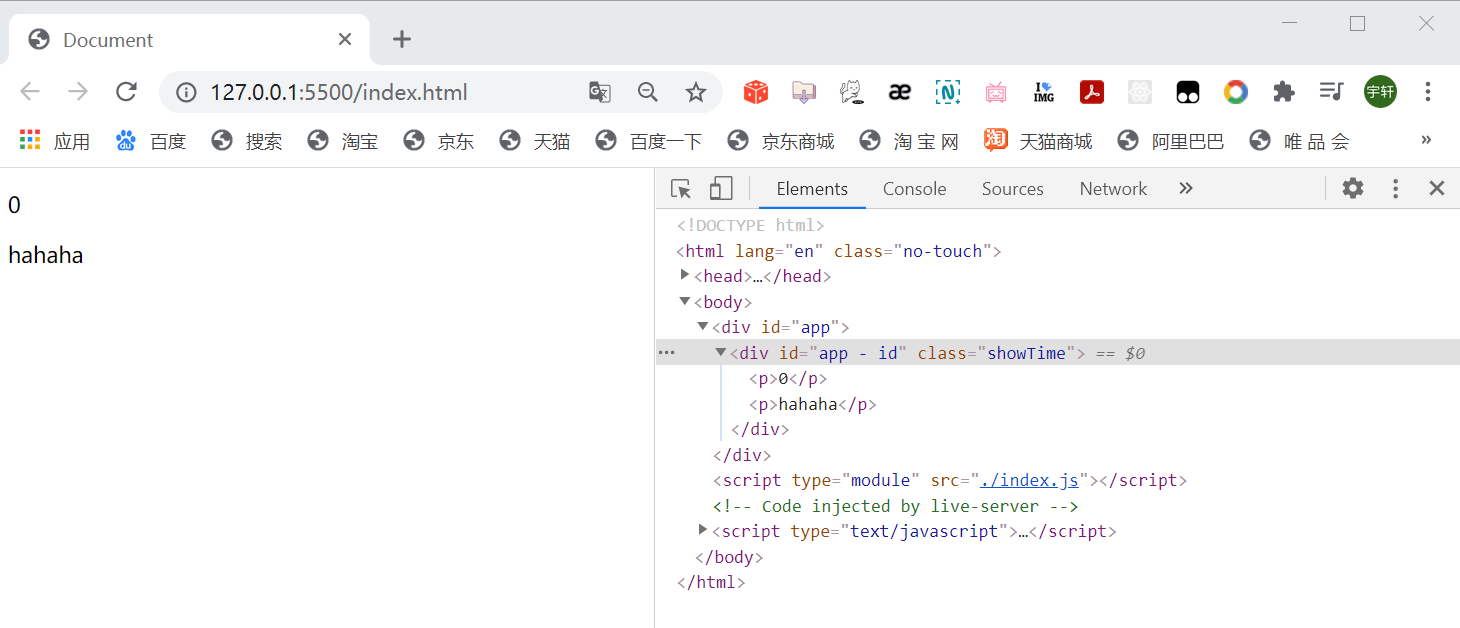 Document
127.0.0.1:5500/index.html
I IMG
宇轩
应用 百度 搜索 淘宝 京东 天猫 百度一下 京东商城 淘 宝 网 淘 天猫商城 阿里巴巴 唯 品 会 »
Elements Console Sources Network »
0
hahaha
<!DOCTYPE html>
<html lang="en" class="no-touch">
<head>…</head>
<body>
<div id="app">
<div id="app - id" class="showTime"> == $0
<p>0</p>
<p>hahaha</p>
</div>
</div>
<script type="module" src="./index.js"></script>
<!-- Code injected by live-server -->
<script type="text/javascript">…</script>
</body>
</html>